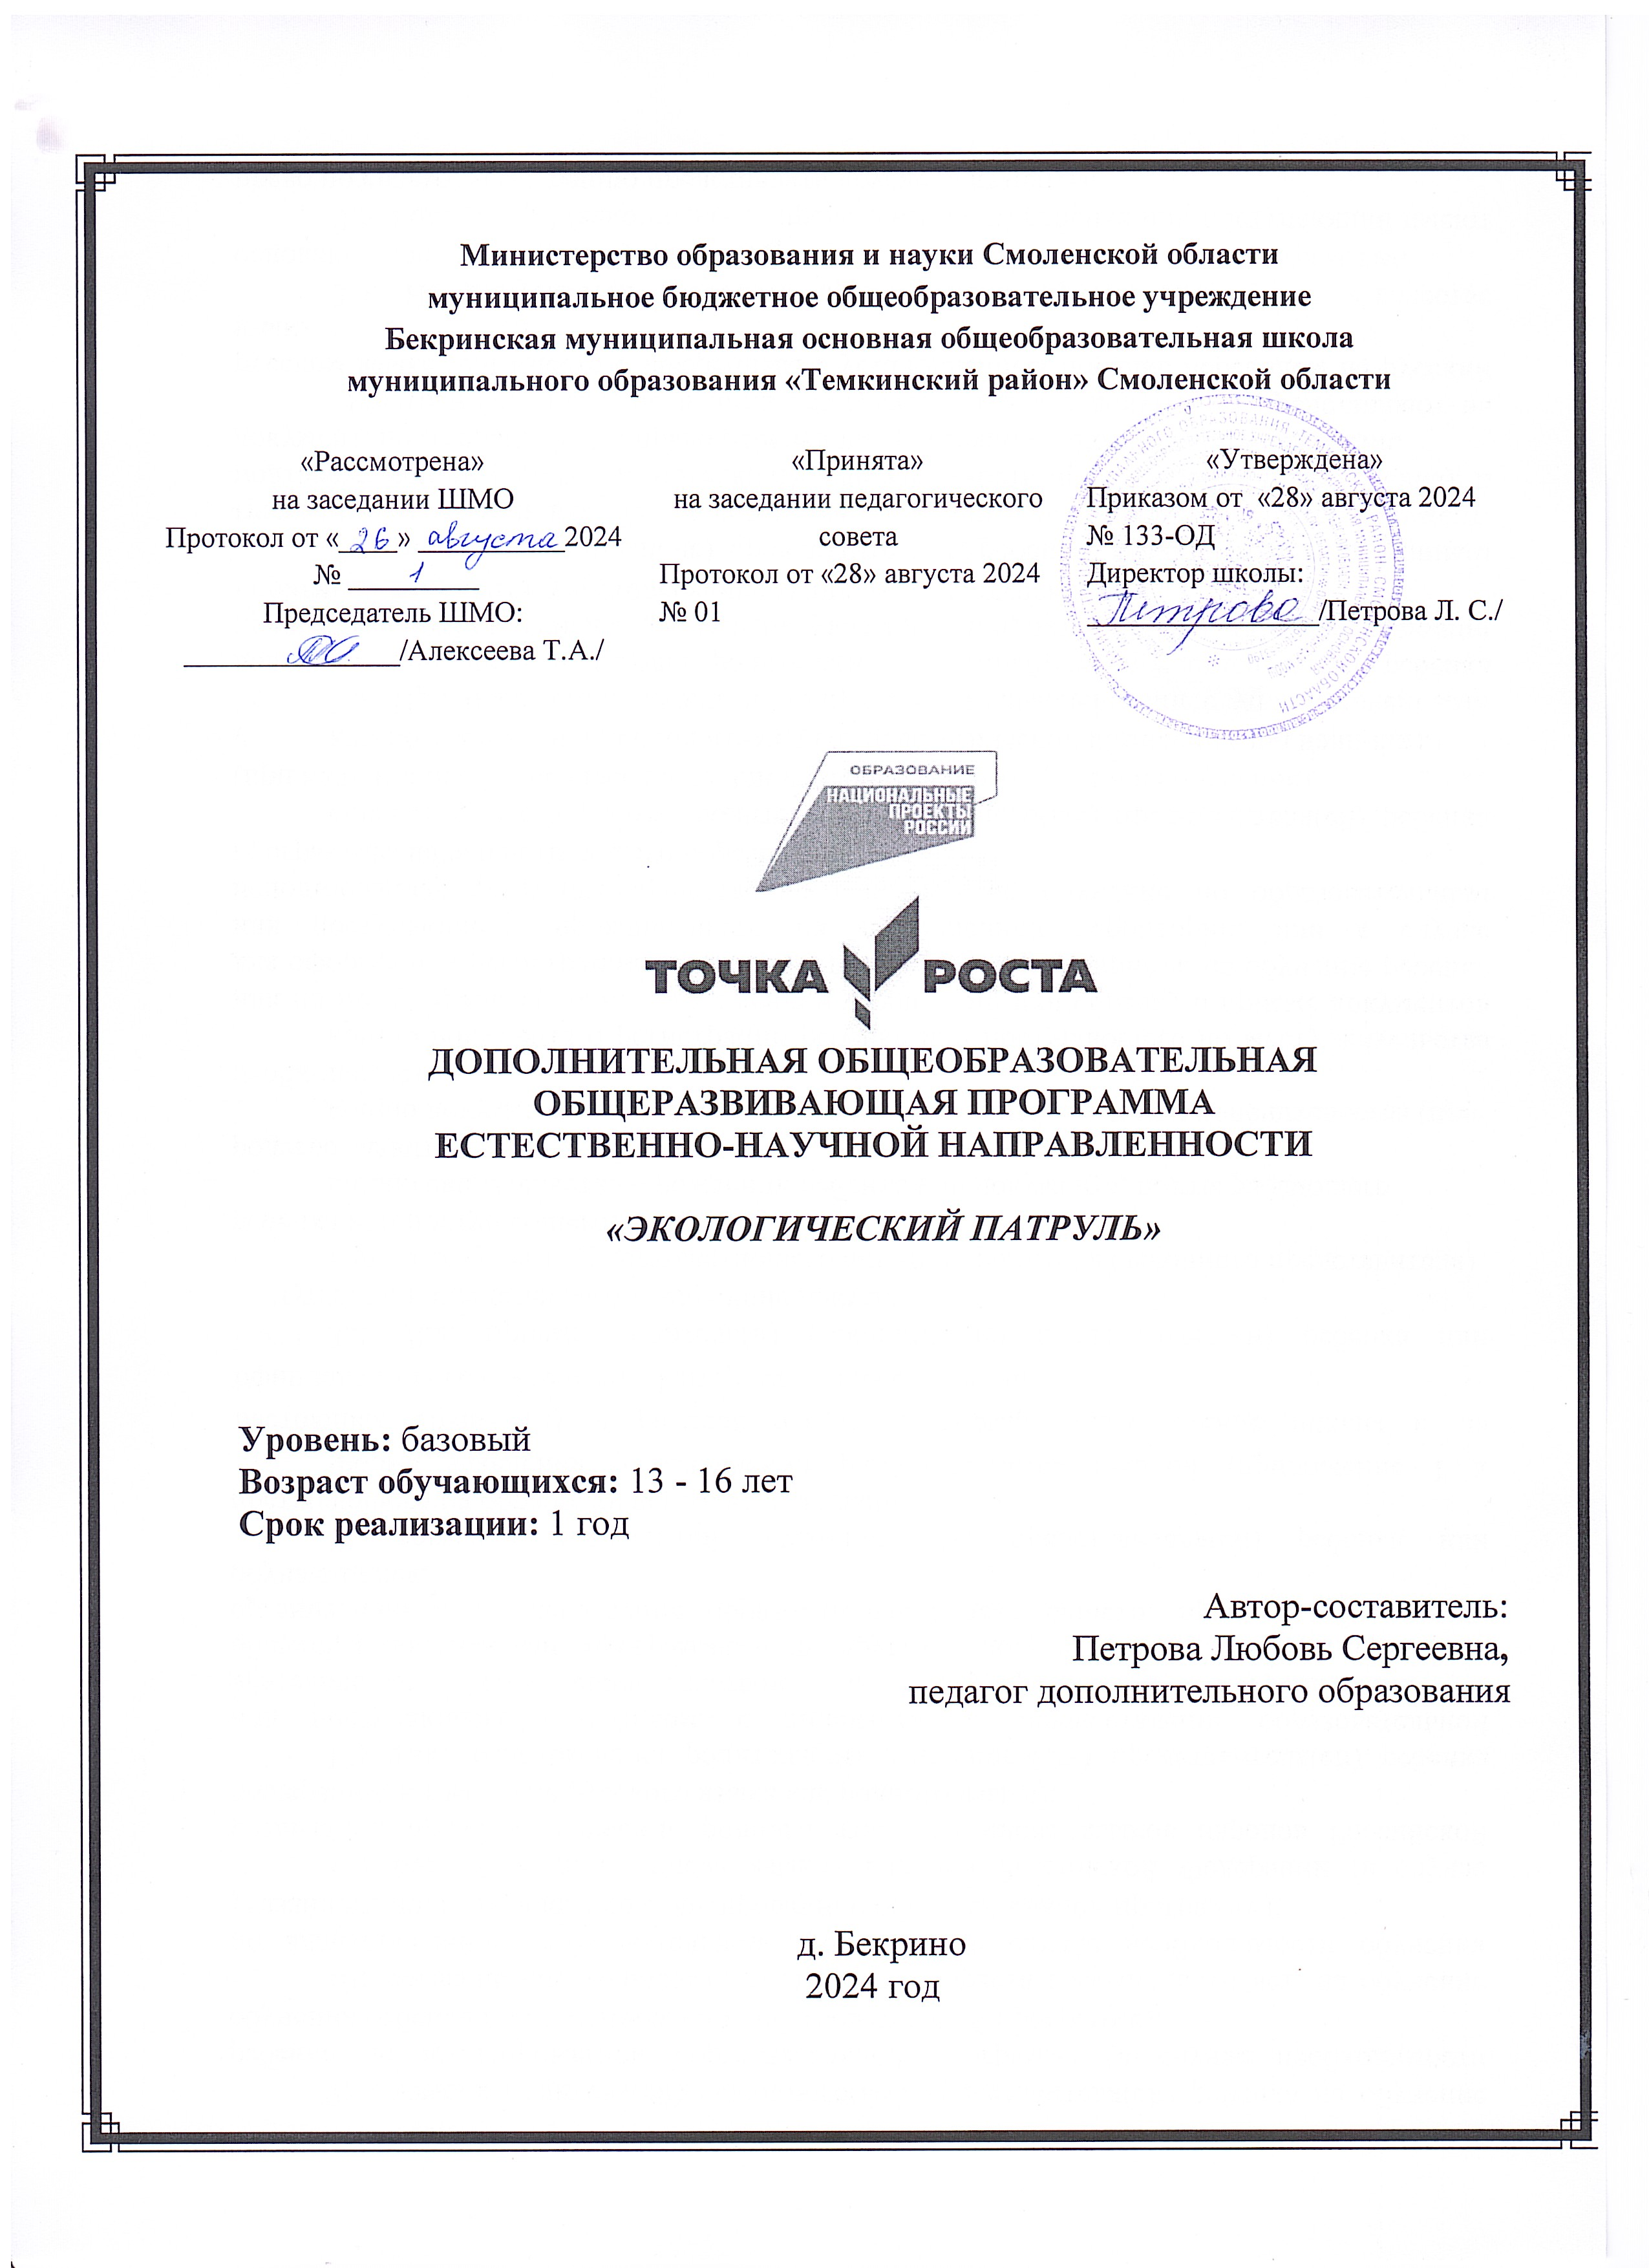 Министерство образования и науки Смоленской области
муниципальное бюджетное общеобразовательное учреждение
Бекринская муниципальная основная общеобразовательная школа
муниципального образования «Темкинский район» Смоленской области
«Рассмотрена»
на заседании ШМО
Протокол от «26» августа 2024
№ 1
Председатель ШМО:
/Алексеева Т.А./
«Принята»
на заседании педагогического
совета
Протокол от «28» августа 2024
№ 01
«Утверждена»
Приказом от «28» августа 2024
№ 133-ОД
Директор школы:
Петрова /Петрова Л. С./
ОБРАЗОВАНИЕ
НАЦИОНАЛЬНЫЕ
ПРОЕКТЫ
РОССИИ
ТОЧКА РОСТА
ДОПОЛНИТЕЛЬНАЯ ОБЩЕОБРАЗОВАТЕЛЬНАЯ
ОБЩЕРАЗВИВАЮЩАЯ ПРОГРАММА
ЕСТЕСТВЕННО-НАУЧНОЙ НАПРАВЛЕННОСТИ
«ЭКОЛОГИЧЕСКИЙ ПАТРУЛЬ»
Уровень: базовый
Возраст обучающихся: 13 - 16 лет
Срок реализации: 1 год
Автор-составитель:
Петрова Любовь Сергеевна,
педагог дополнительного образования
д. Бекрино
2024 год